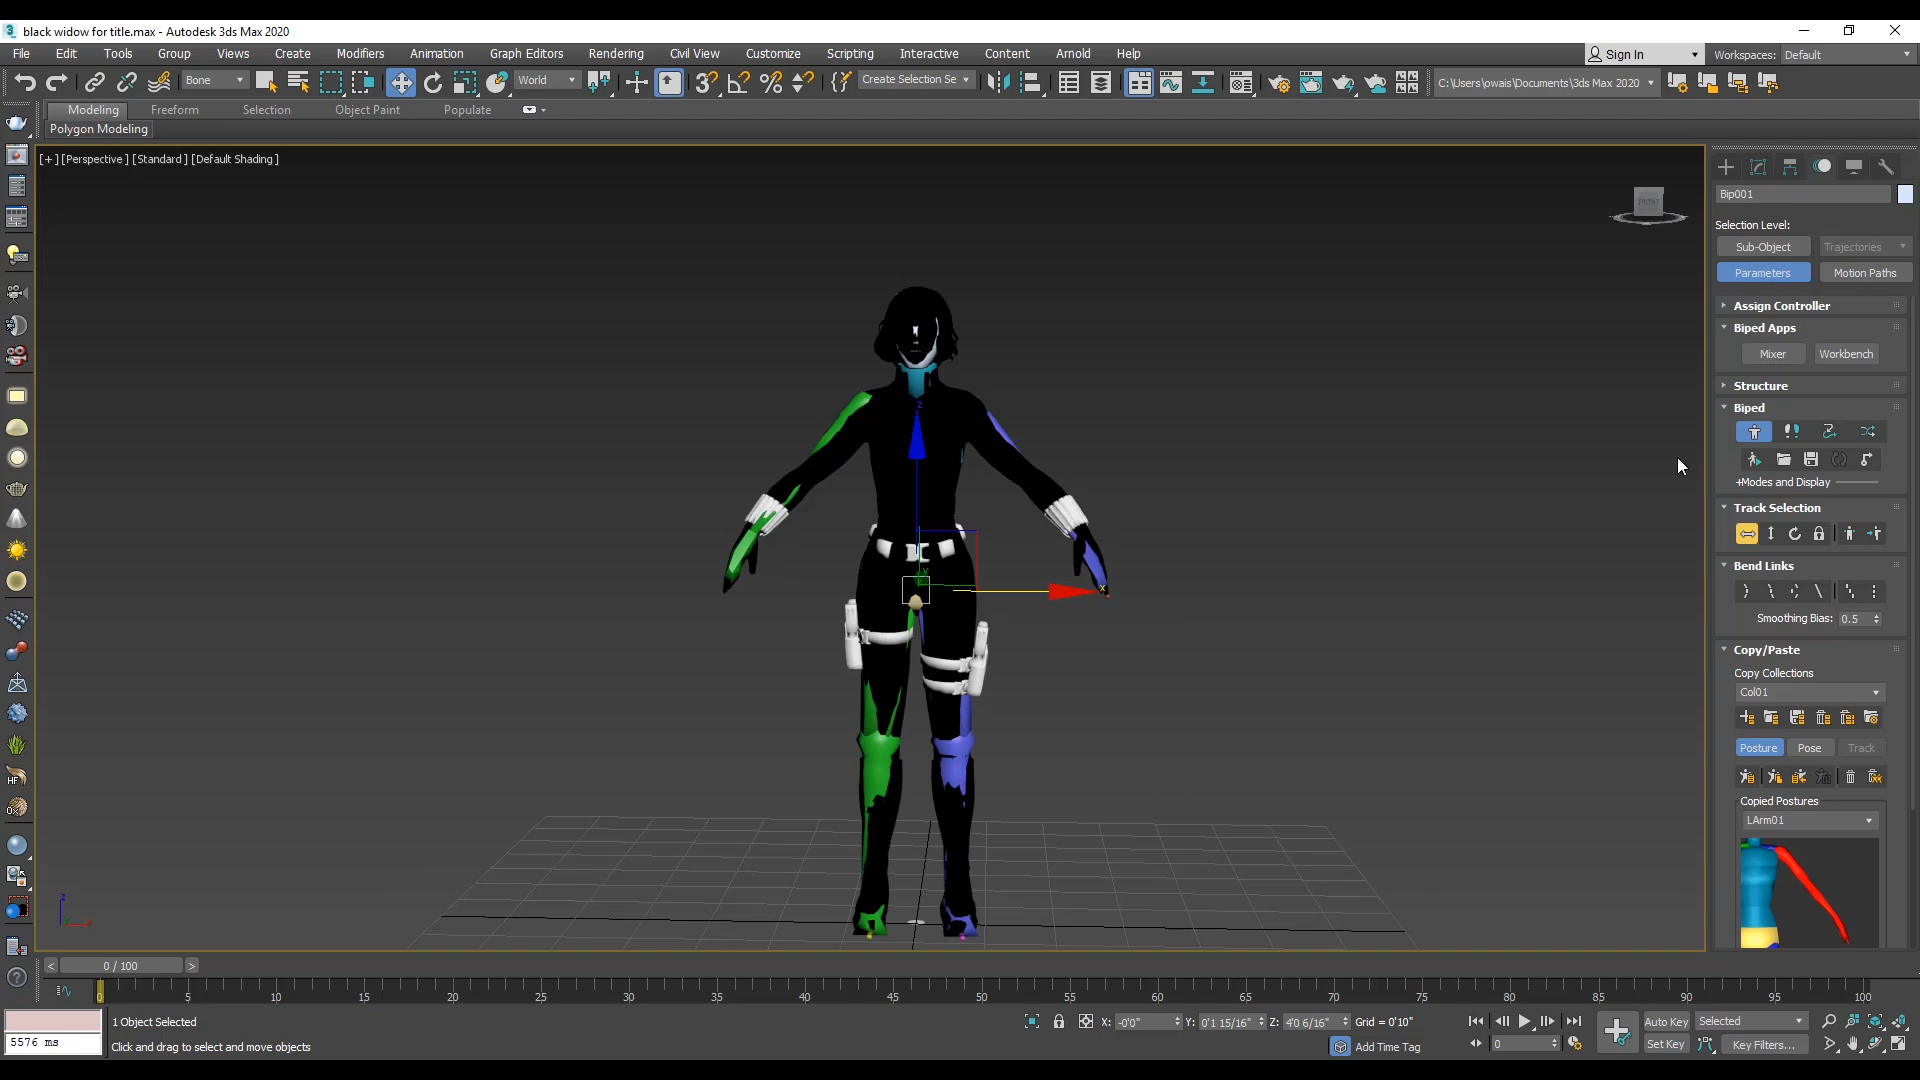 black widow for title.max - Autodesk 3ds Max 2020
File Edit Tools Group Views Create Modifiers Animation Graph Editors Rendering Civil View Customize Scripting Interactive Content Arnold Help
Sign In
Workspaces: Default
Bone
World
Create Selection Se
C:\Users\owais\Documents\3ds Max 2020
Modeling Freeform Selection Object Paint Populate
Polygon Modeling
[+] [Perspective ] [Standard ] [Default Shading ]
FRONT
Bip001
Selection Level:
Sub-Object Trajectories
Parameters Motion Paths
Assign Controller
Biped Apps
Mixer Workbench
Structure
Biped
+Modes and Display
Track Selection
Bend Links
Smoothing Bias: 0.5
Copy/Paste
Copy Collections
Col01
Posture Pose Track
Copied Postures
LArm01
z
x
y
z
x
HF
OX
< 0 / 100 >
0 5 10 15 20 25 30 35 40 45 50 55 60 65 70 75 80 85 90 95 100
1 Object Selected
X: -0'0" Y: 0'1 15/16" Z: 4'0 6/16" Grid = 0'10"
Auto Key Selected
5576 ms
Click and drag to select and move objects
Add Time Tag
0
Set Key Key Filters...